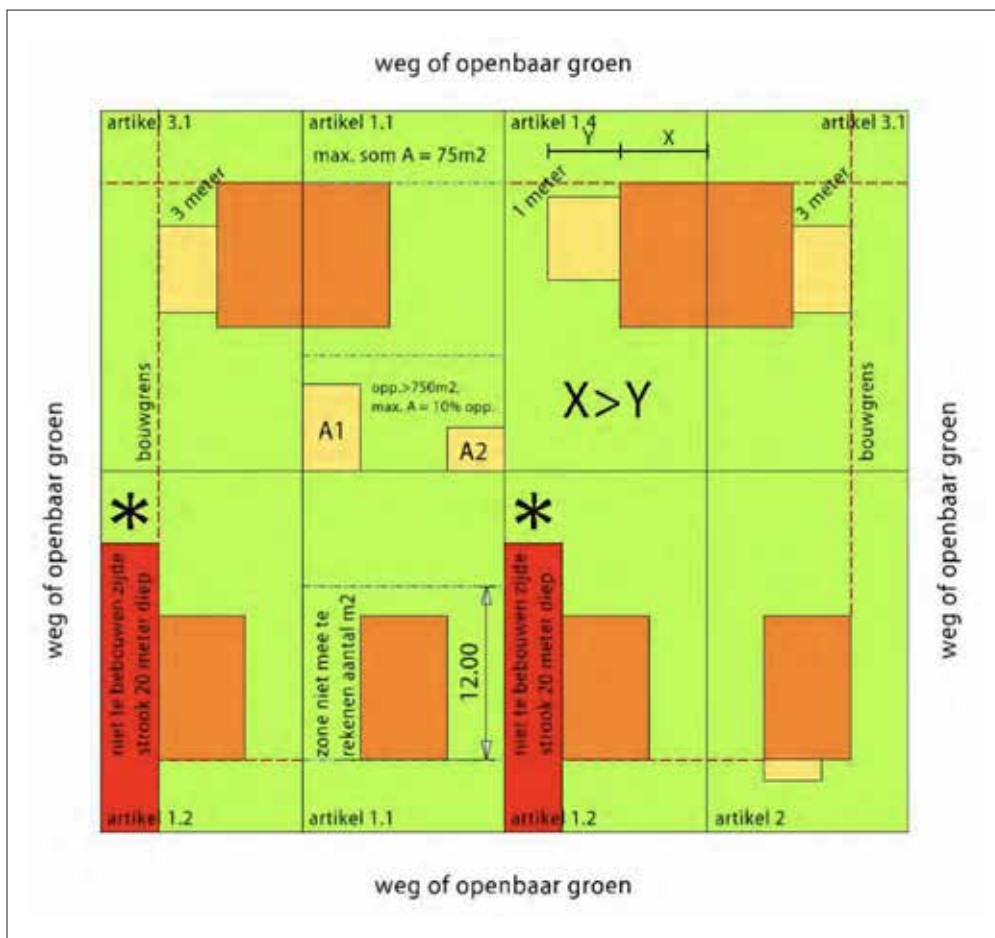 weg of openbaar groen
artikel 3.1
artikel 1.1
artikel 1.4
artikel 3.1
max. som A = 75m2
Y
X
3 meter
1 meter
3 meter
bouwgrens
opp.>750m2,
max. A = 10% opp.
X>Y
bouwgrens
A1
A2
weg of openbaar groen
weg of openbaar groen
*
*
niet te bebouwen zijde
strook 20 meter diep
zone niet mee te
rekenen aantal m2
12.00
niet te bebouwen zijde
strook 20 meter diep
artikel 1.2
artikel 1.1
artikel 1.2
artikel 2
weg of openbaar groen